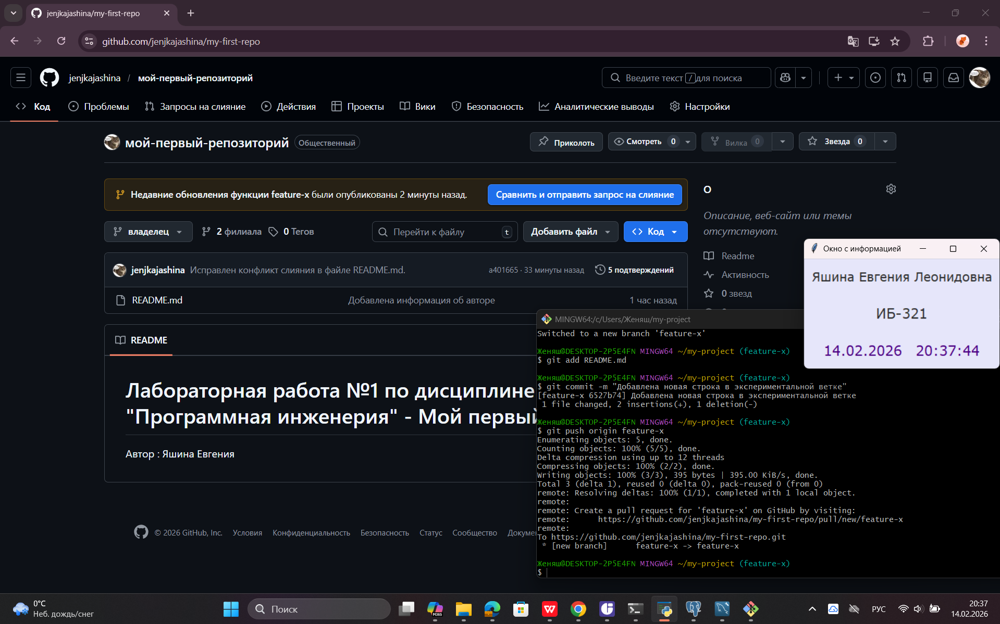 jenjkajashina/my-first-repo
github.com/jenjkajashina/my-first-repo
jenjkajashina / мой-первый-репозиторий
Введите текст / для поиска
Код Проблемы Запросы на слияние Действия Проекты Вики Безопасность Аналитические выводы Настройки
мой-первый-репозиторий Общественный
Приколоть Смотреть 0 Вилка 0 Звезда 0
Недавние обновления функции feature-x были опубликованы 2 минуты назад.
Сравнить и отправить запрос на слияние
владелец 2 филиала 0 Тегов Перейти к файлу t Добавить файл Код
jenjkajashina Исправлен конфликт слияния в файле README.md. a401665 · 33 минуты назад 5 подтверждений
README.md Добавлена информация об авторе 1 час назад
README
Лабораторная работа №1 по дисциплине
"Программная инженерия" - Мой первый
Автор : Яшина Евгения
О
Описание, веб-сайт или темы
отсутствуют.
Readme
Активность
0 звезд
Окно с информацией
Яшина Евгения Леонидовна
ИБ-321
14.02.2026 20:37:44
MINGW64:/c/Users/Женяш/my-project
Switched to a new branch 'feature-x'
Женяш@DESKTOP-2P5E4FN MINGW64 ~/my-project (feature-x)
$ git add README.md
Женяш@DESKTOP-2P5E4FN MINGW64 ~/my-project (feature-x)
$ git commit -m "Добавлена новая строка в экспериментальной ветке"
[feature-x 6527b74] Добавлена новая строка в экспериментальной ветке
1 file changed, 2 insertions(+), 1 deletion(-)
Женяш@DESKTOP-2P5E4FN MINGW64 ~/my-project (feature-x)
$ git push origin feature-x
Enumerating objects: 5, done.
Counting objects: 100% (5/5), done.
Delta compression using up to 12 threads
Compressing objects: 100% (2/2), done.
Writing objects: 100% (3/3), 395 bytes | 395.00 KiB/s, done.
Total 3 (delta 1), reused 0 (delta 0), pack-reused 0 (from 0)
remote: Resolving deltas: 100% (1/1), completed with 1 local object.
remote:
remote: Create a pull request for 'feature-x' on GitHub by visiting:
remote: https://github.com/jenjkajashina/my-first-repo/pull/new/feature-x
remote:
To https://github.com/jenjkajashina/my-first-repo.git
* [new branch] feature-x -> feature-x
Женяш@DESKTOP-2P5E4FN MINGW64 ~/my-project (feature-x)
$
© 2026 GitHub, Inc. Условия Конфиденциальность Безопасность Статус Сообщество Докуме
0°C
Неб. дождь/снег
Поиск
M365
РУС
20:37
14.02.2026